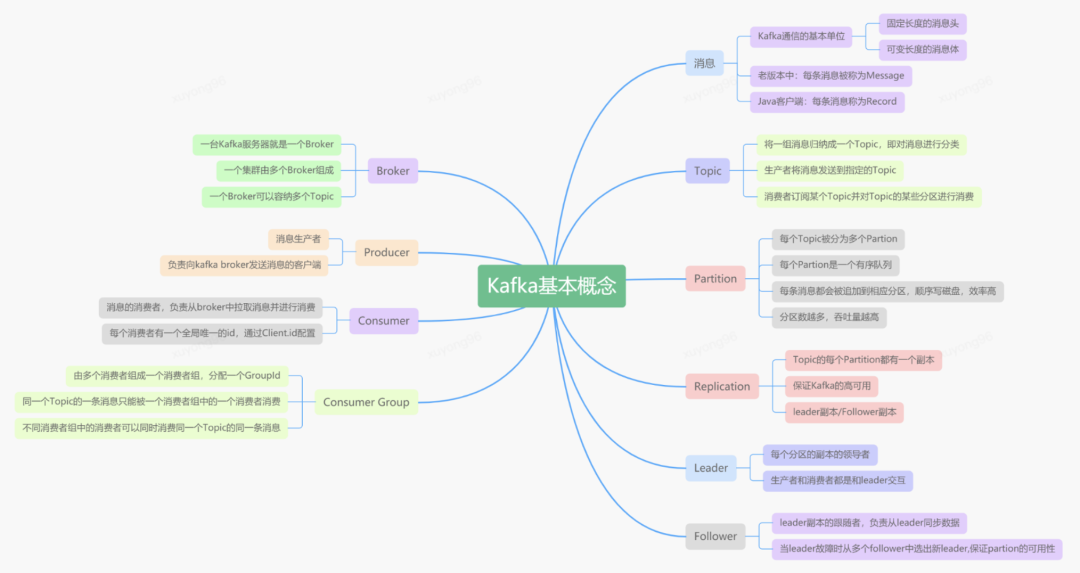 Kafka基本概念
消息
Kafka通信的基本单位
固定长度的消息头
可变长度的消息体
老版本中：每条消息被称为Message
Java客户端：每条消息称为Record
Topic
将一组消息归纳成一个Topic，即对消息进行分类
生产者将消息发送到指定的Topic
消费者订阅某个Topic并对Topic的某些分区进行消费
Partition
每个Topic被分为多个Partion
每个Partion是一个有序队列
每条消息都会被追加到相应分区，顺序写磁盘，效率高
分区数越多，吞吐量越高
Replication
Topic的每个Partition都有一个副本
保证Kafka的高可用
leader副本/Follower副本
Leader
每个分区的副本的领导者
生产者和消费者都是和leader交互
Follower
leader副本的跟随者，负责从leader同步数据
当leader故障时从多个follower中选出新leader,保证partion的可用性
Broker
一台Kafka服务器就是一个Broker
一个集群由多个Broker组成
一个Broker可以容纳多个Topic
Producer
消息生产者
负责向kafka broker发送消息的客户端
Consumer
消息的消费者，负责从broker中拉取消息并进行消费
每个消费者有一个全局唯一的id，通过Client.id配置
Consumer Group
由多个消费者组成一个消费者组，分配一个GroupId
同一个Topic的一条消息只能被一个消费者组中的一个消费者消费
不同消费者组中的消费者可以同时消费同一个Topic的同一条消息